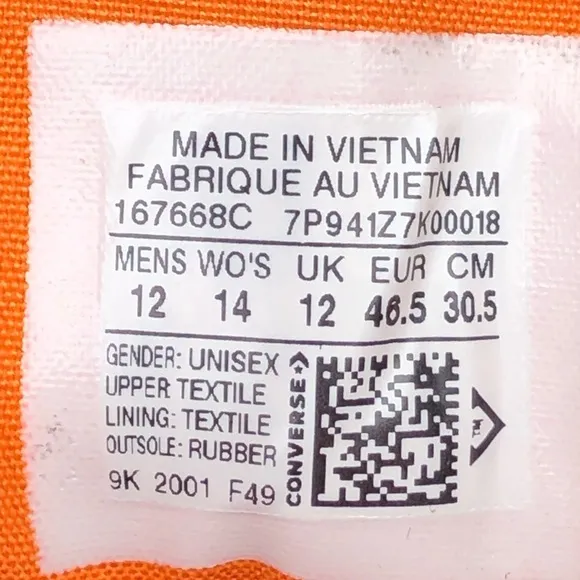 MADE IN VIETNAM
FABRIQUE AU VIETNAM
167668C 7P941Z7K00018
MENS WO'S UK EUR CM
12 14 12 46.5 30.5
GENDER: UNISEX
UPPER TEXTILE
LINING: TEXTILE
OUTSOLE: RUBBER
9K 2001 F49
CONVERSE